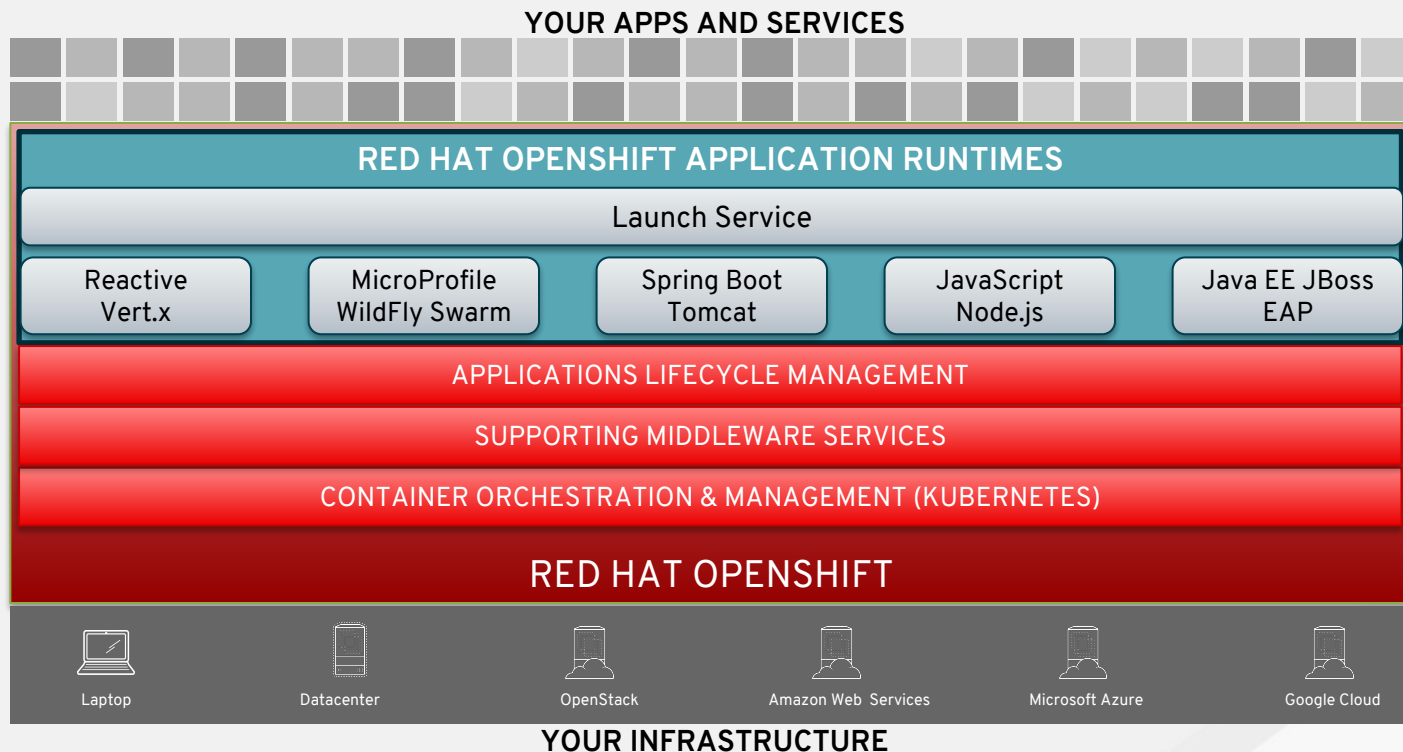 YOUR APPS AND SERVICES
RED HAT OPENSHIFT APPLICATION RUNTIMES
Launch Service
Reactive
Vert.x
MicroProfile
WildFly Swarm
Spring Boot
Tomcat
JavaScript
Node.js
Java EE JBoss
EAP
APPLICATIONS LIFECYCLE MANAGEMENT
SUPPORTING MIDDLEWARE SERVICES
CONTAINER ORCHESTRATION & MANAGEMENT (KUBERNETES)
RED HAT OPENSHIFT
Laptop
Datacenter
OpenStack
Amazon Web Services
Microsoft Azure
Google Cloud
YOUR INFRASTRUCTURE